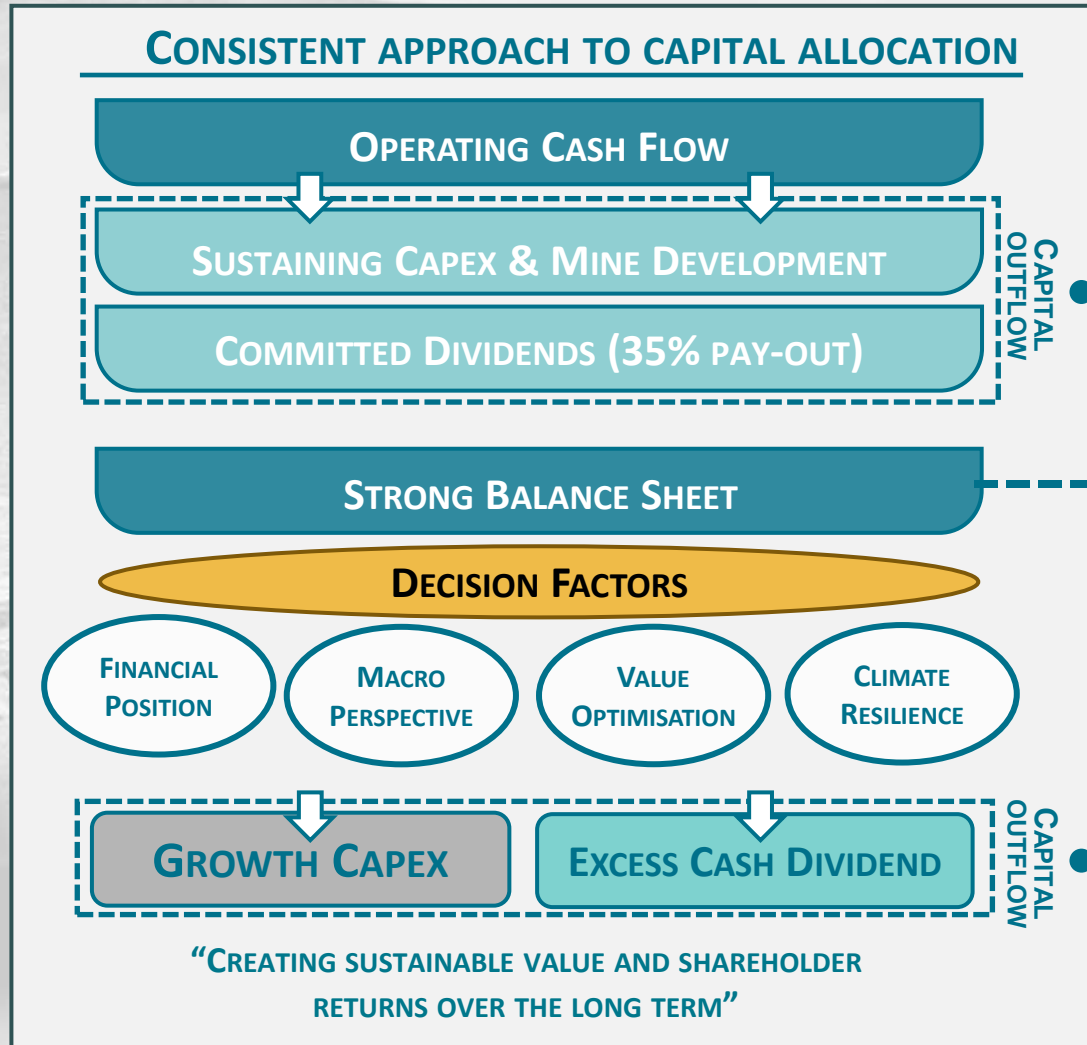 Consistent approach to capital allocation
Operating Cash Flow
Sustaining Capex & Mine Development
Committed Dividends (35% pay-out)
Capital
outflow
Strong Balance Sheet
Decision Factors
Financial
Position
Macro
Perspective
Value
Optimisation
Climate
Resilience
Growth Capex
Excess Cash Dividend
Capital
outflow
“Creating sustainable value and shareholder
returns over the long term”